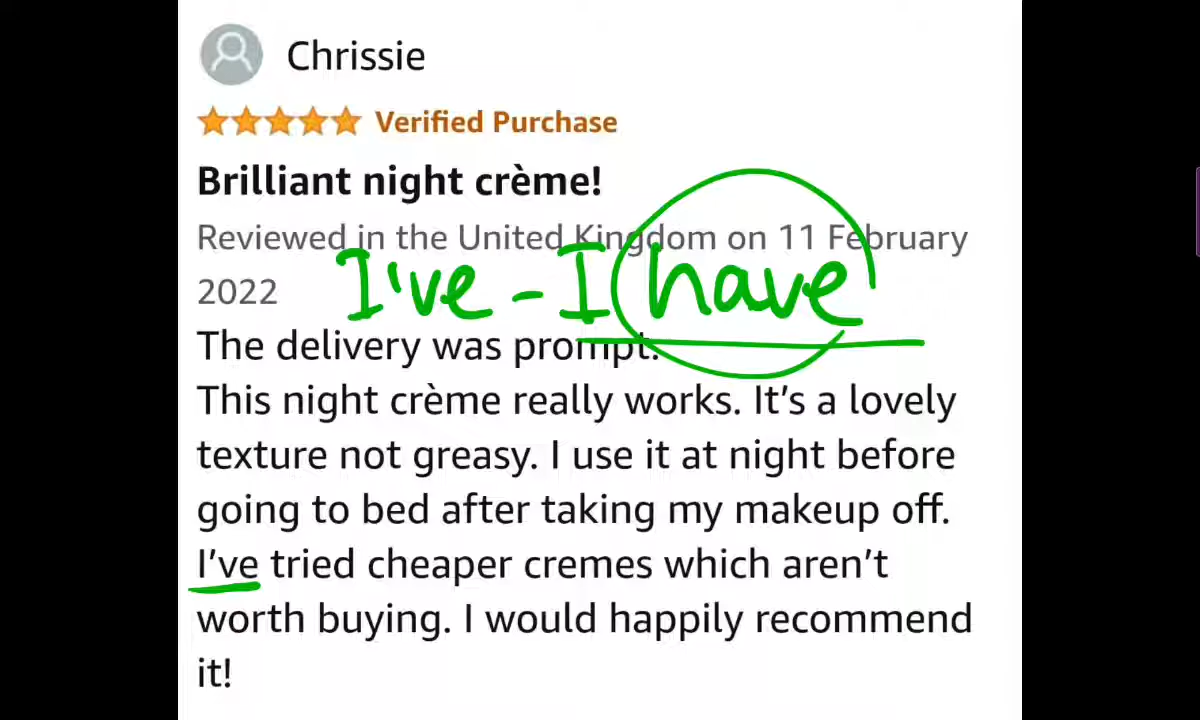 Chrissie
Verified Purchase
Brilliant night crème!
Reviewed in the United Kingdom on 11 February
2022
I've - I have
The delivery was prompt.
This night crème really works. It’s a lovely
texture not greasy. I use it at night before
going to bed after taking my makeup off.
I’ve tried cheaper cremes which aren’t
worth buying. I would happily recommend
it!